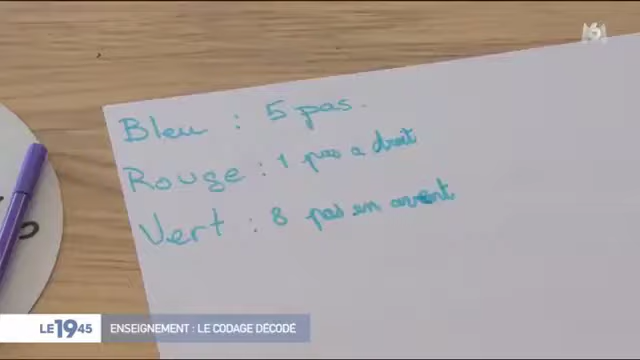 M6
Bleu : 5 pas.
Rouge : 1 pas a droit
Vert : 8 pas en avent
LE 19 45
ENSEIGNEMENT : LE CODAGE DÉCODÉ